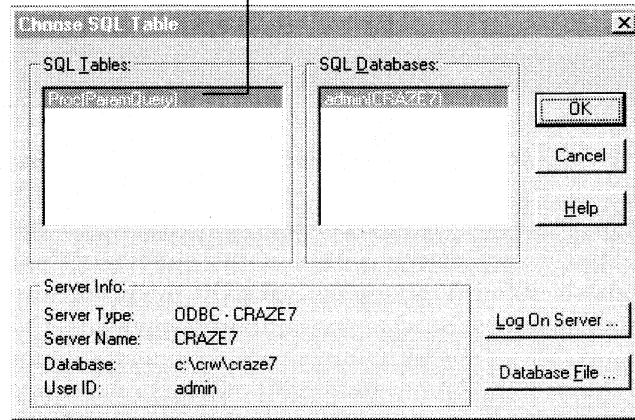 Choose SQL Table
SQL Tables:
Proc(ParamQuery)
SQL Databases:
admin(CRAZE7)
OK
Cancel
Help
Server Info:
Server Type: ODBC - CRAZE7
Server Name: CRAZE7
Database: c:\crw\craze7
User ID: admin
Log On Server ...
Database File ...